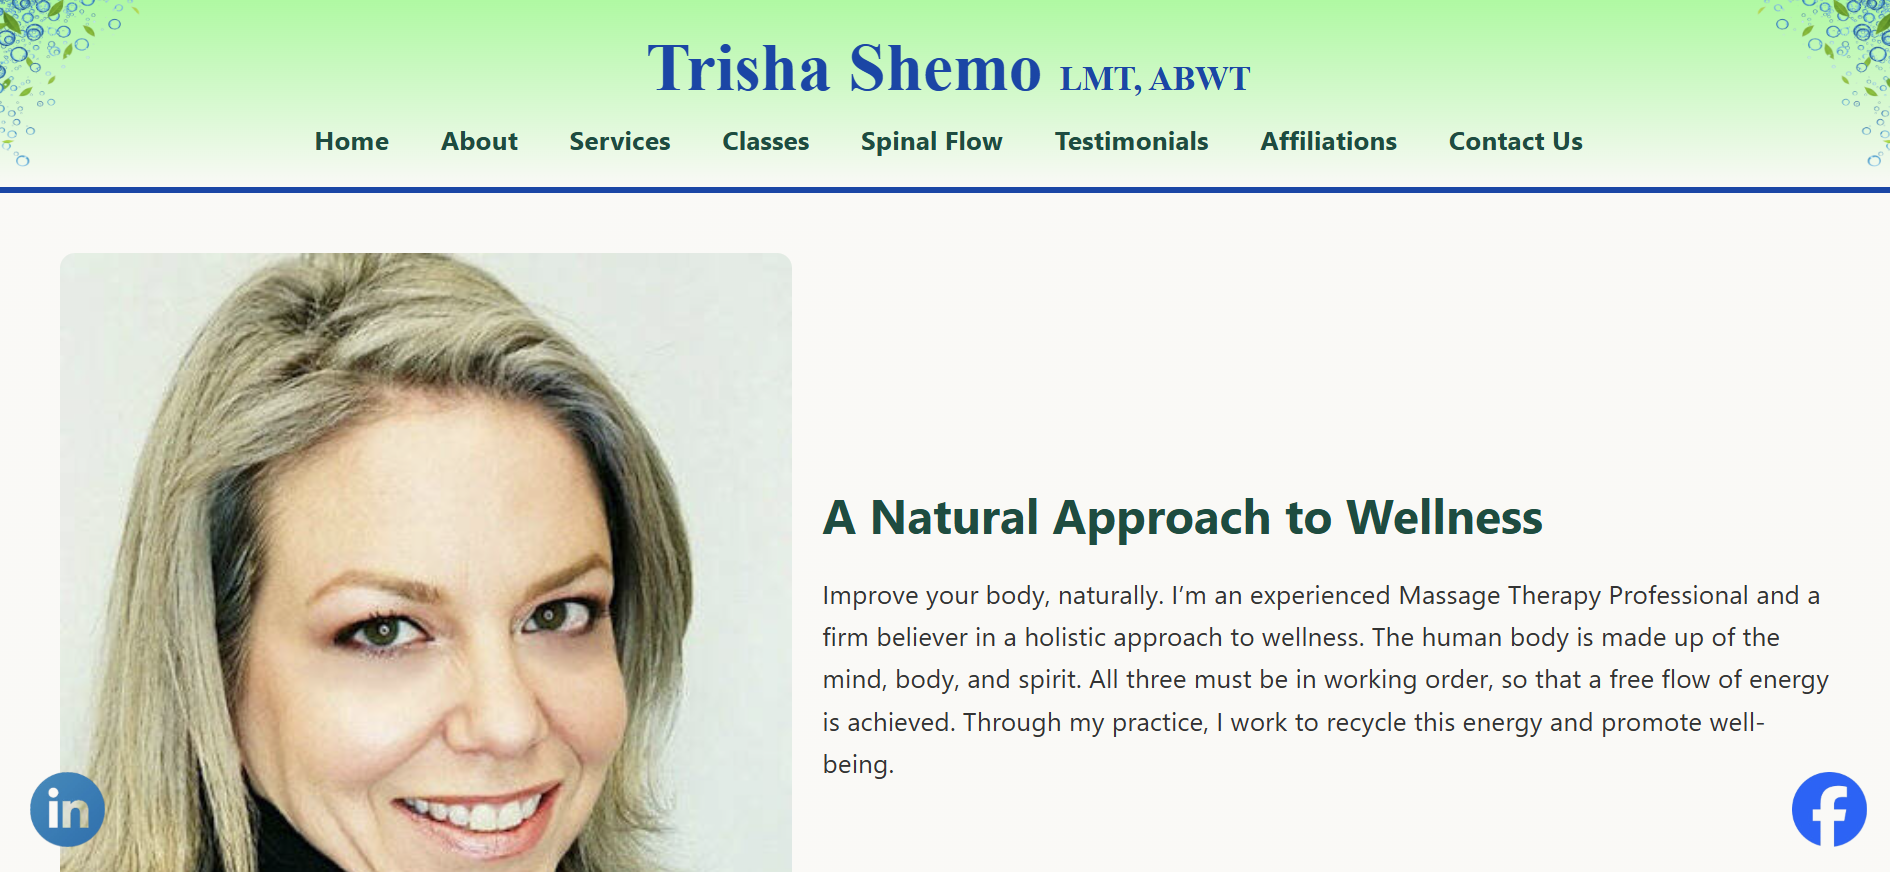 Trisha Shemo LMT, ABWT
Home About Services Classes Spinal Flow Testimonials Affiliations Contact Us
A Natural Approach to Wellness
Improve your body, naturally. I’m an experienced Massage Therapy Professional and a
firm believer in a holistic approach to wellness. The human body is made up of the
mind, body, and spirit. All three must be in working order, so that a free flow of energy
is achieved. Through my practice, I work to recycle this energy and promote well-
being.
in
f